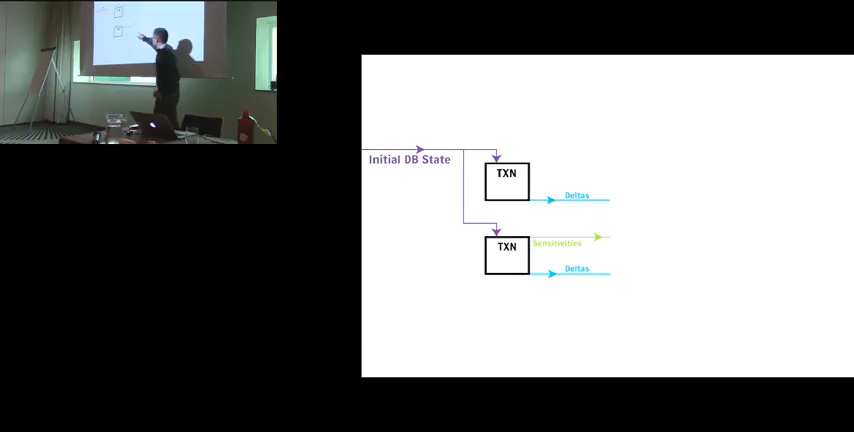 Initial DB State
TXN
Deltas
TXN
Sensitivities
Deltas